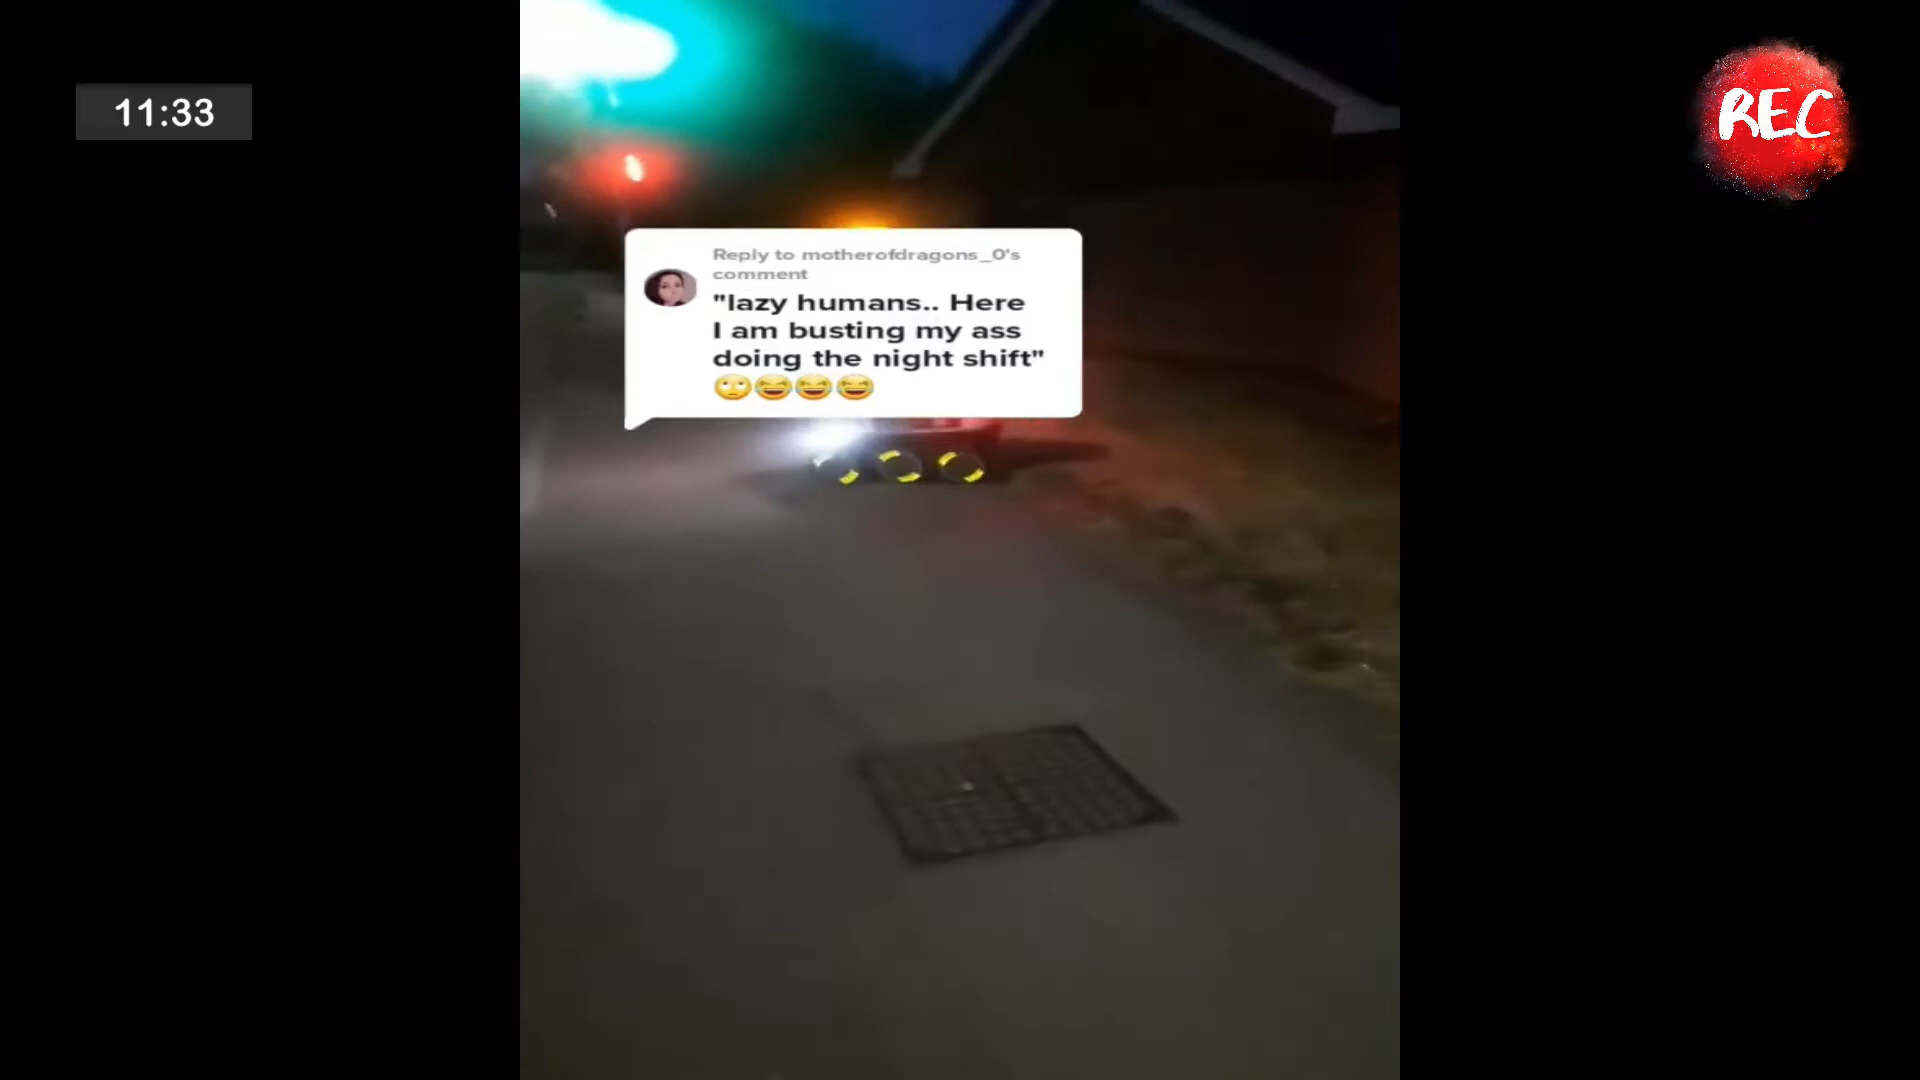 11:33
REC
Reply to motherofdragons_0's
comment
"lazy humans.. Here
I am busting my ass
doing the night shift"
🙄😆😆😆